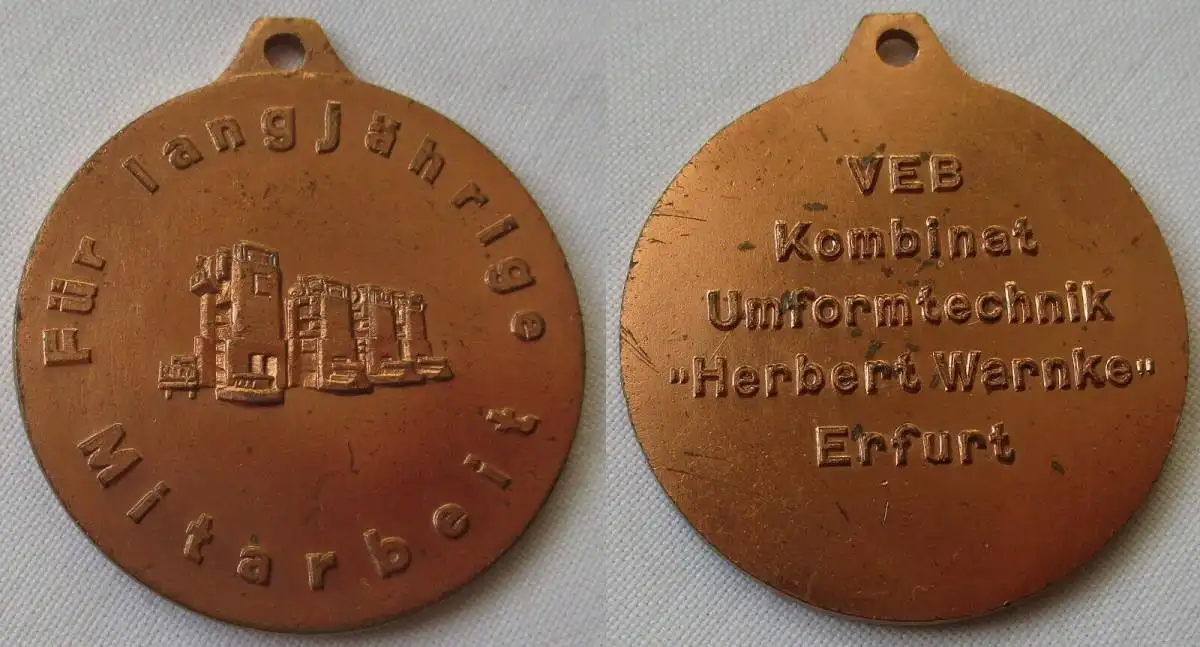 Für langjährige
Mitarbeit
VEB
Kombinat
Umformtechnik
"Herbert Warnke"
Erfurt